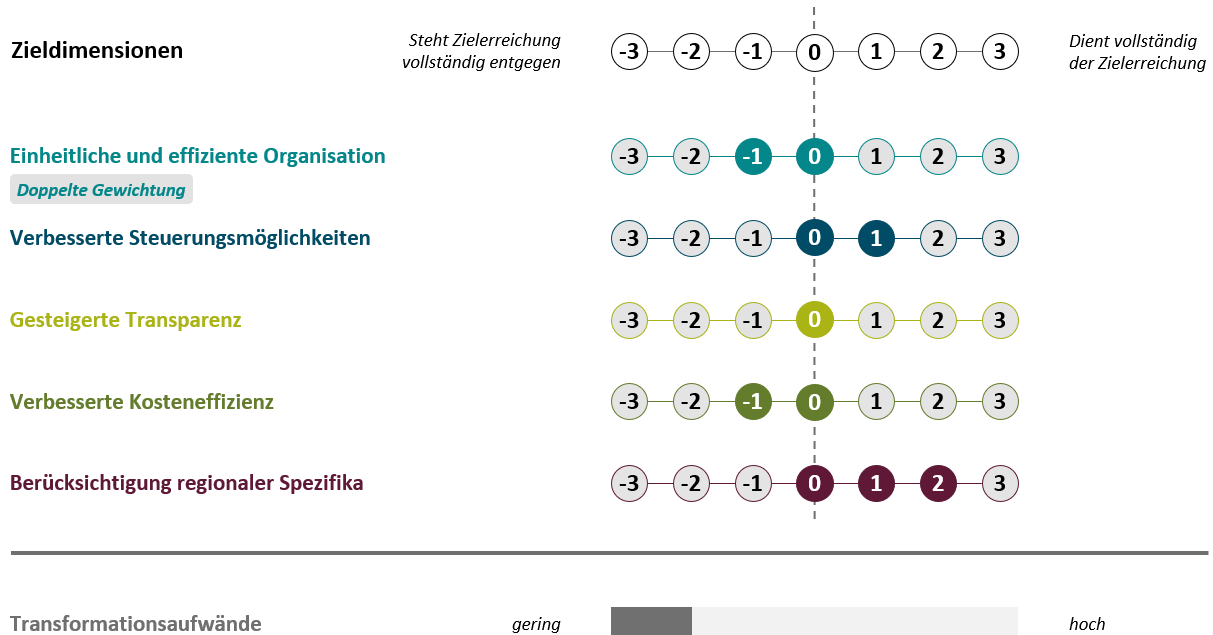 Zieldimensionen
Steht Zielerreichung
vollständig entgegen
-3 -2 -1 0 1 2 3
Dient vollständig
der Zielerreichung
Einheitliche und effiziente Organisation
-3 -2 -1 0 1 2 3
Doppelte Gewichtung
Verbesserte Steuerungsmöglichkeiten
-3 -2 -1 0 1 2 3
Gesteigerte Transparenz
-3 -2 -1 0 1 2 3
Verbesserte Kosteneffizienz
-3 -2 -1 0 1 2 3
Berücksichtigung regionaler Spezifika
-3 -2 -1 0 1 2 3
Transformationsaufwände
gering
hoch